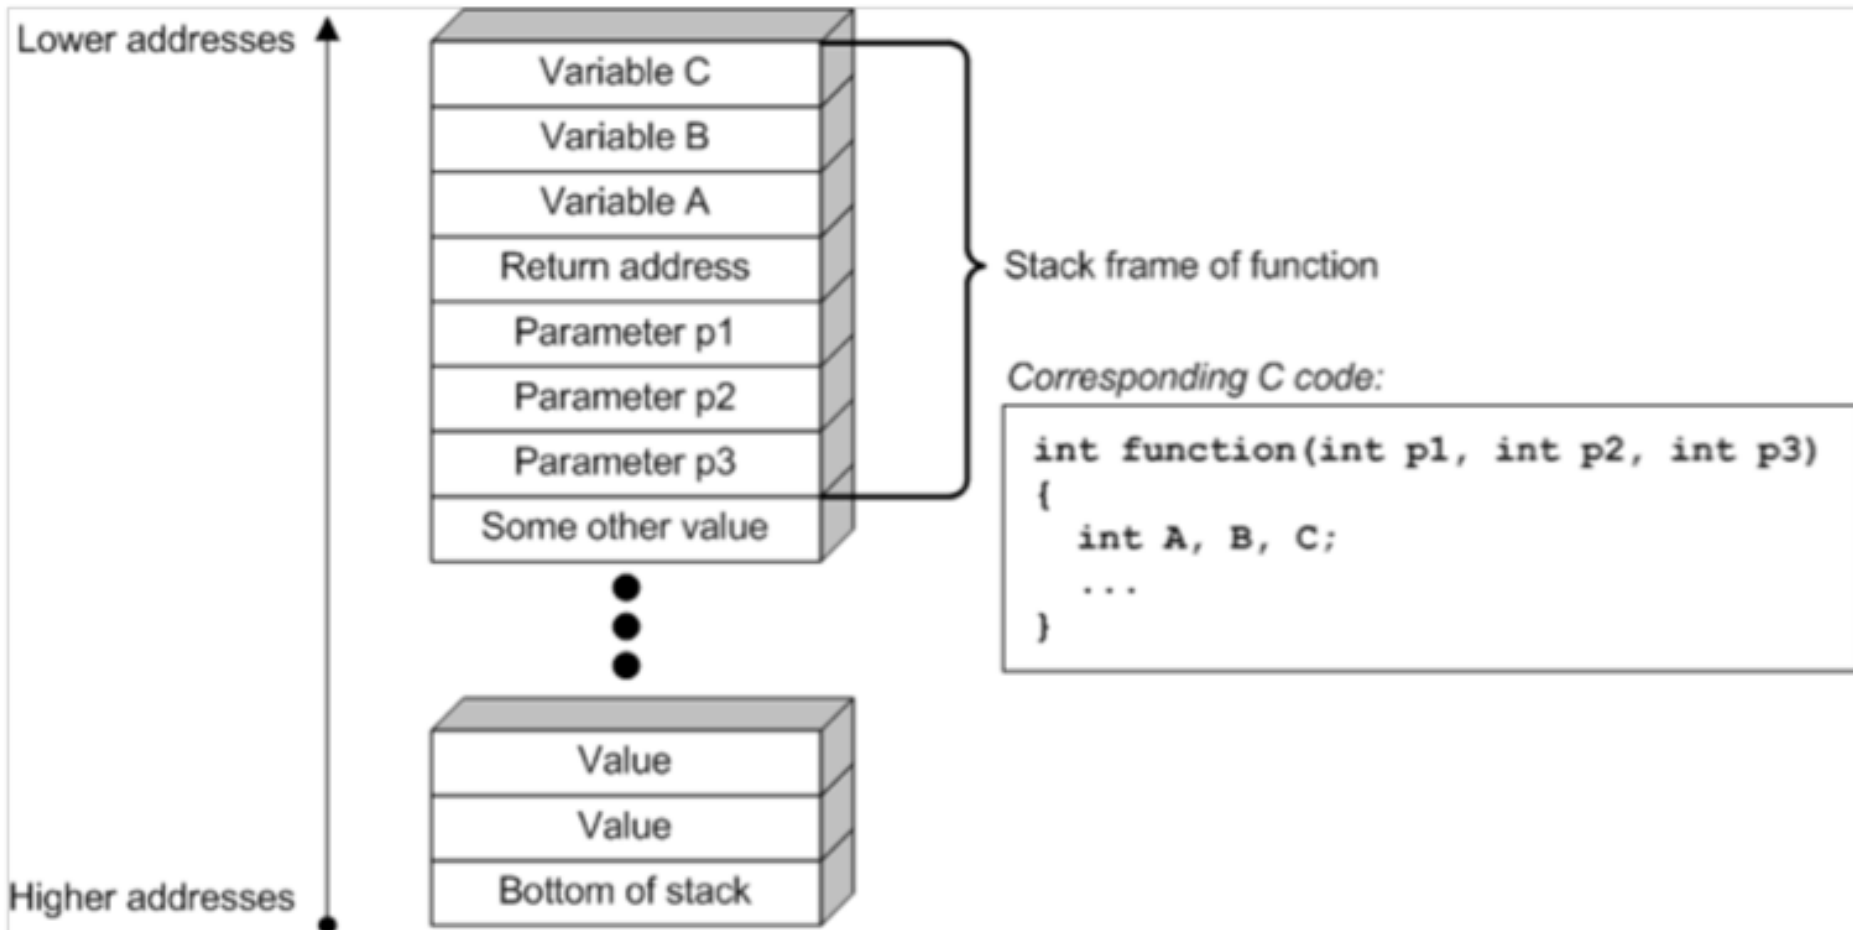 Lower addresses
Variable C
Variable B
Variable A
Return address
Parameter p1
Parameter p2
Parameter p3
Some other value
Stack frame of function
Corresponding C code:
int function(int p1, int p2, int p3)
{
int A, B, C;
...
}
Value
Value
Bottom of stack
Higher addresses